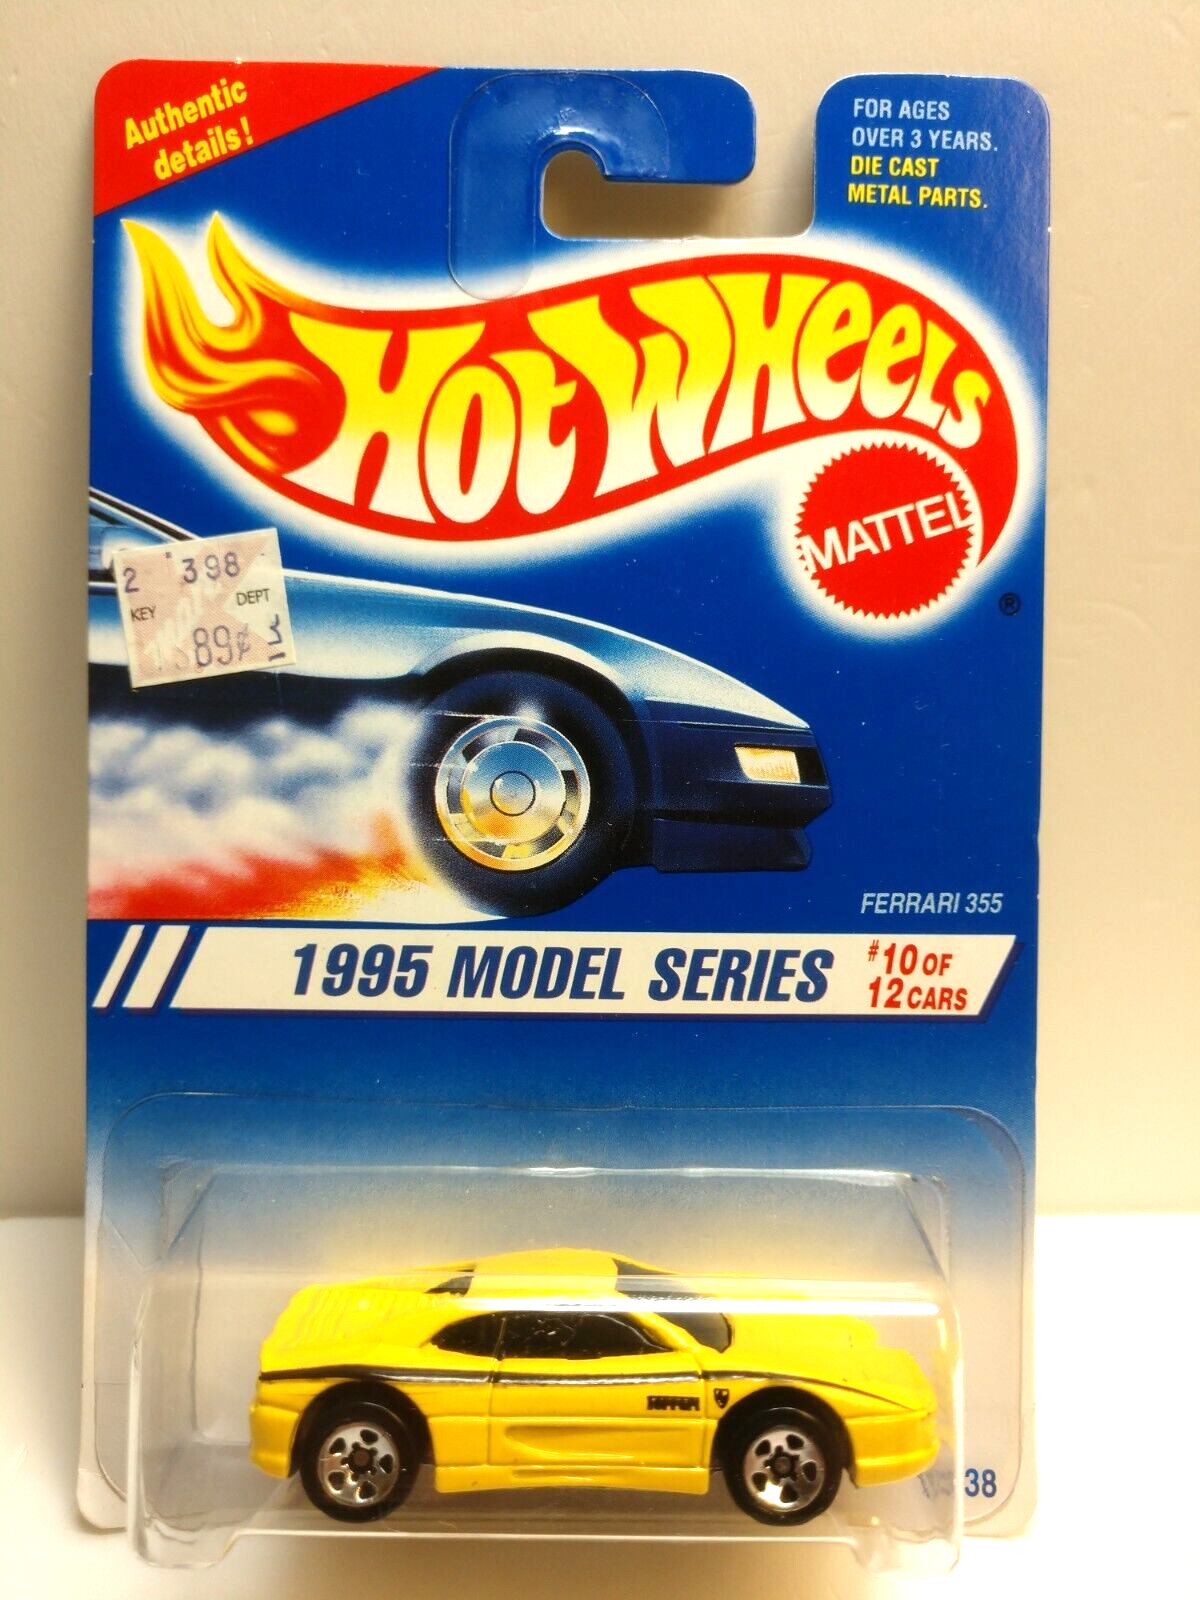 Authentic
details!
FOR AGES
OVER 3 YEARS.
DIE CAST
METAL PARTS.
HOT WHEELS
MATTEL
®
2 398
KEY DEPT
89¢
FERRARI 355
1995 MODEL SERIES
#10 OF
12 CARS
Ferrari
38